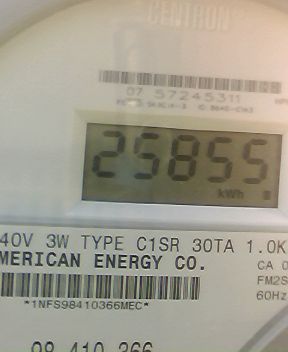 CENTRON
07 57245311
25855
kWh
40V 3W TYPE C1SR 30TA 1.0K
MERICAN ENERGY CO.
CA 0
FM2S
60Hz
*1NFS98410366MEC*
98 410 366